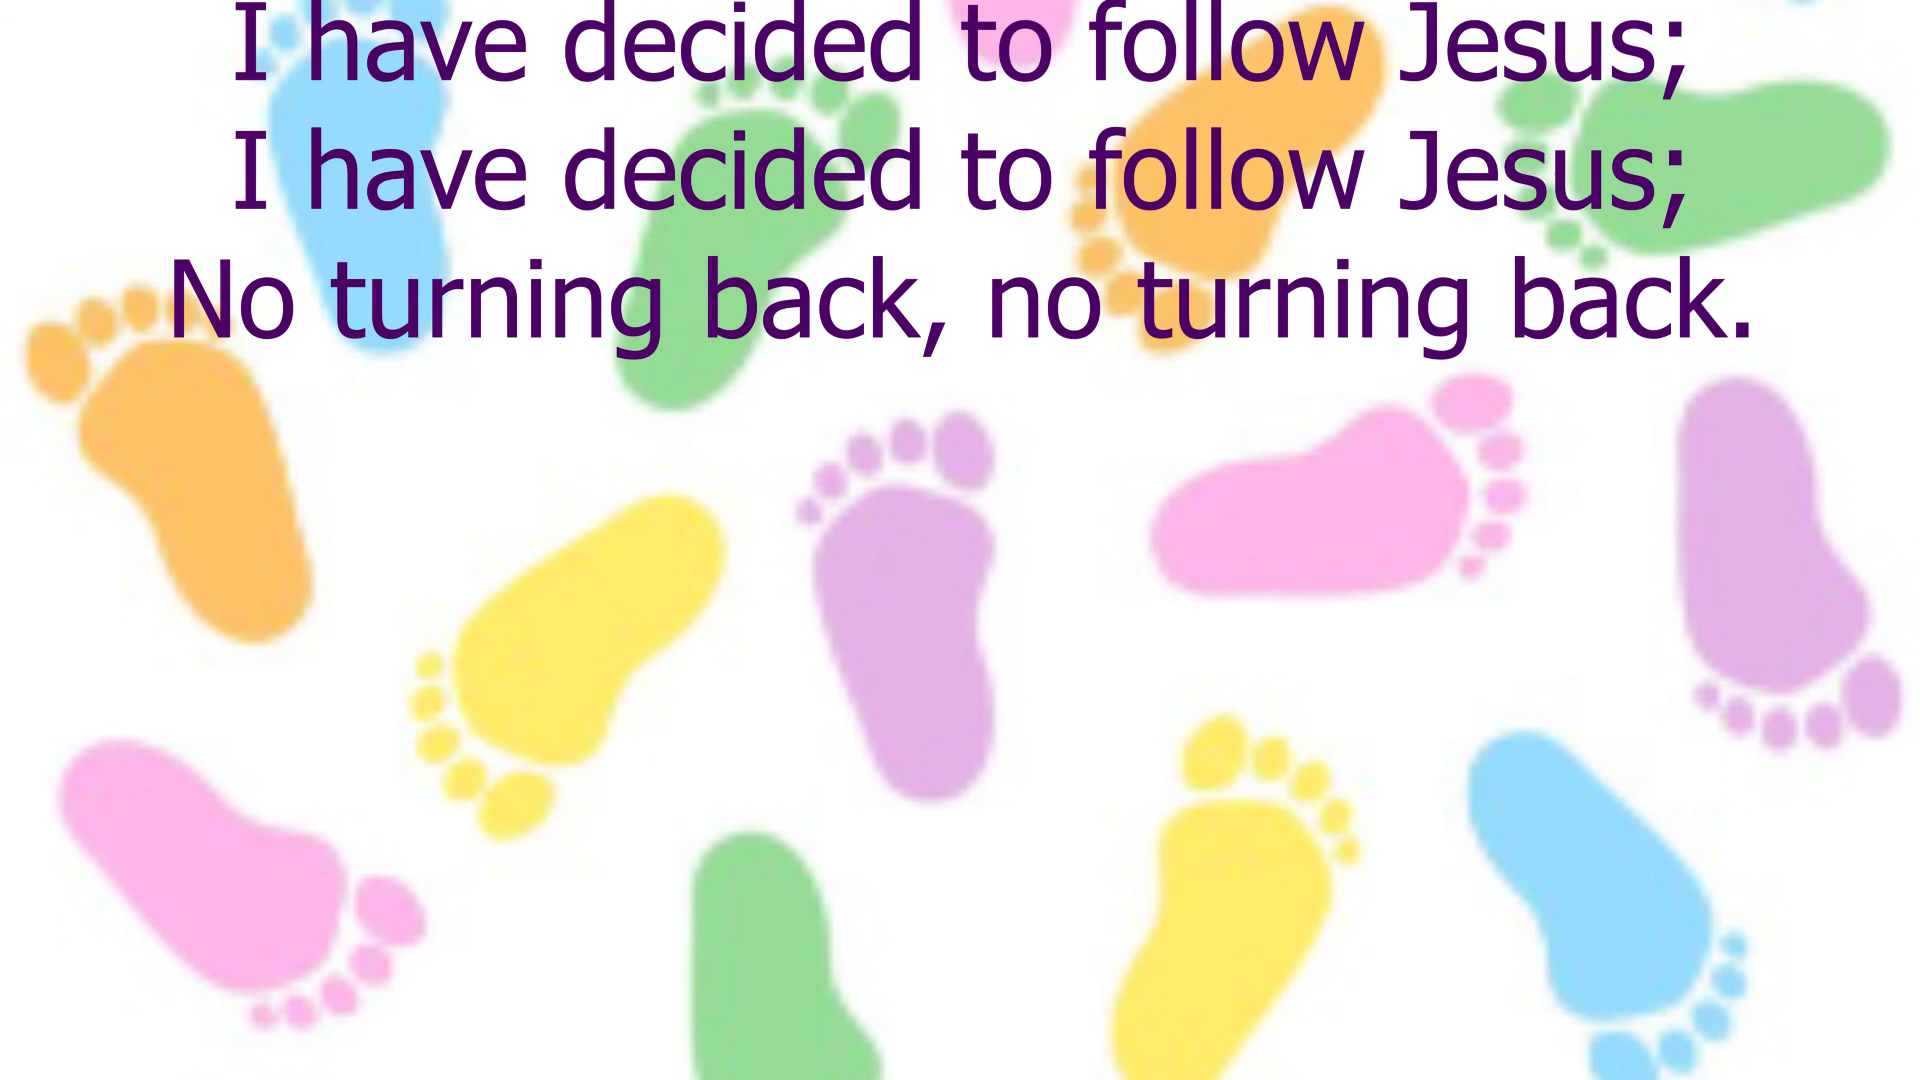 I have decided to follow Jesus;
I have decided to follow Jesus;
No turning back, no turning back.